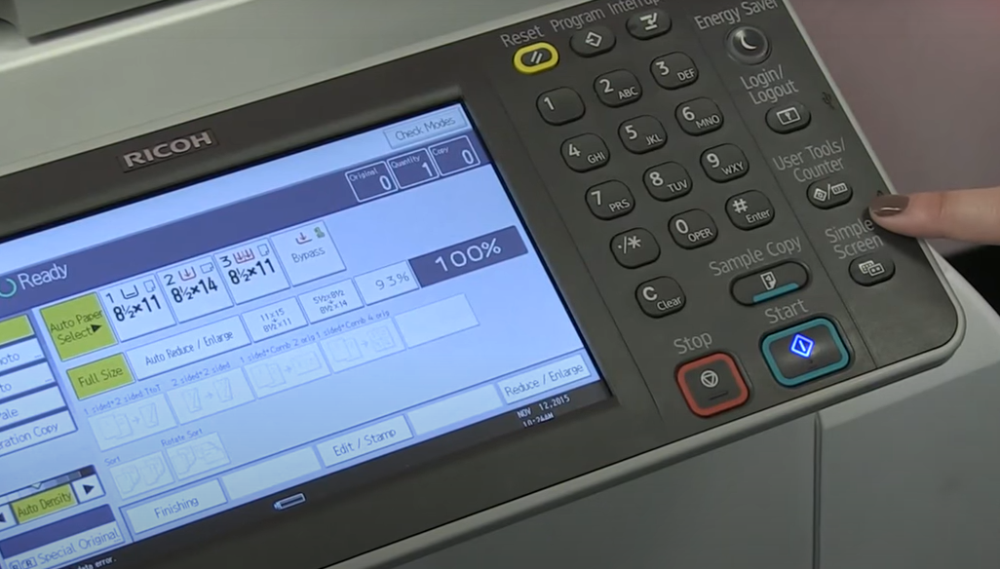 RICOH
Check Modes
Original 0
Quantity 1
Copy 0
Ready
Auto Paper
Select▶
1
8½×11
2
8½×14
3
8½×11
Bypass
100%
Full Size
Auto Reduce / Enlarge
11×15
8½×11
5½×8½
8½×14
93%
1 sided→2 sided:TtoT
2 sided→2 sided
1 sided→Comb 2 orig
1 sided→Comb 4 orig
Sort
Rotate Sort
Auto Density
Special Original
Finishing
Edit / Stamp
Reduce / Enlarge
NOV 12,2015
10:26AM
Reset
Program
Interrupt
Energy Saver
1
2 ABC
3 DEF
4 GHI
5 JKL
6 MNO
7 PRS
8 TUV
9 WXY
./*
0 OPER
# Enter
C Clear
Login/
Logout
User Tools/
Counter
Simple
Screen
Sample Copy
Stop
Start